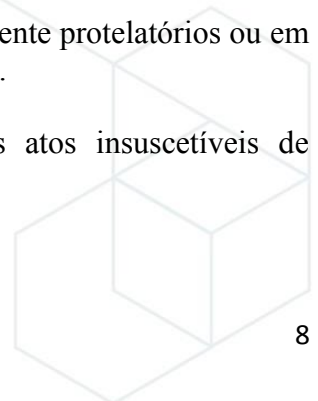 ente protelatórios ou em
.
s atos insuscetíveis de
8